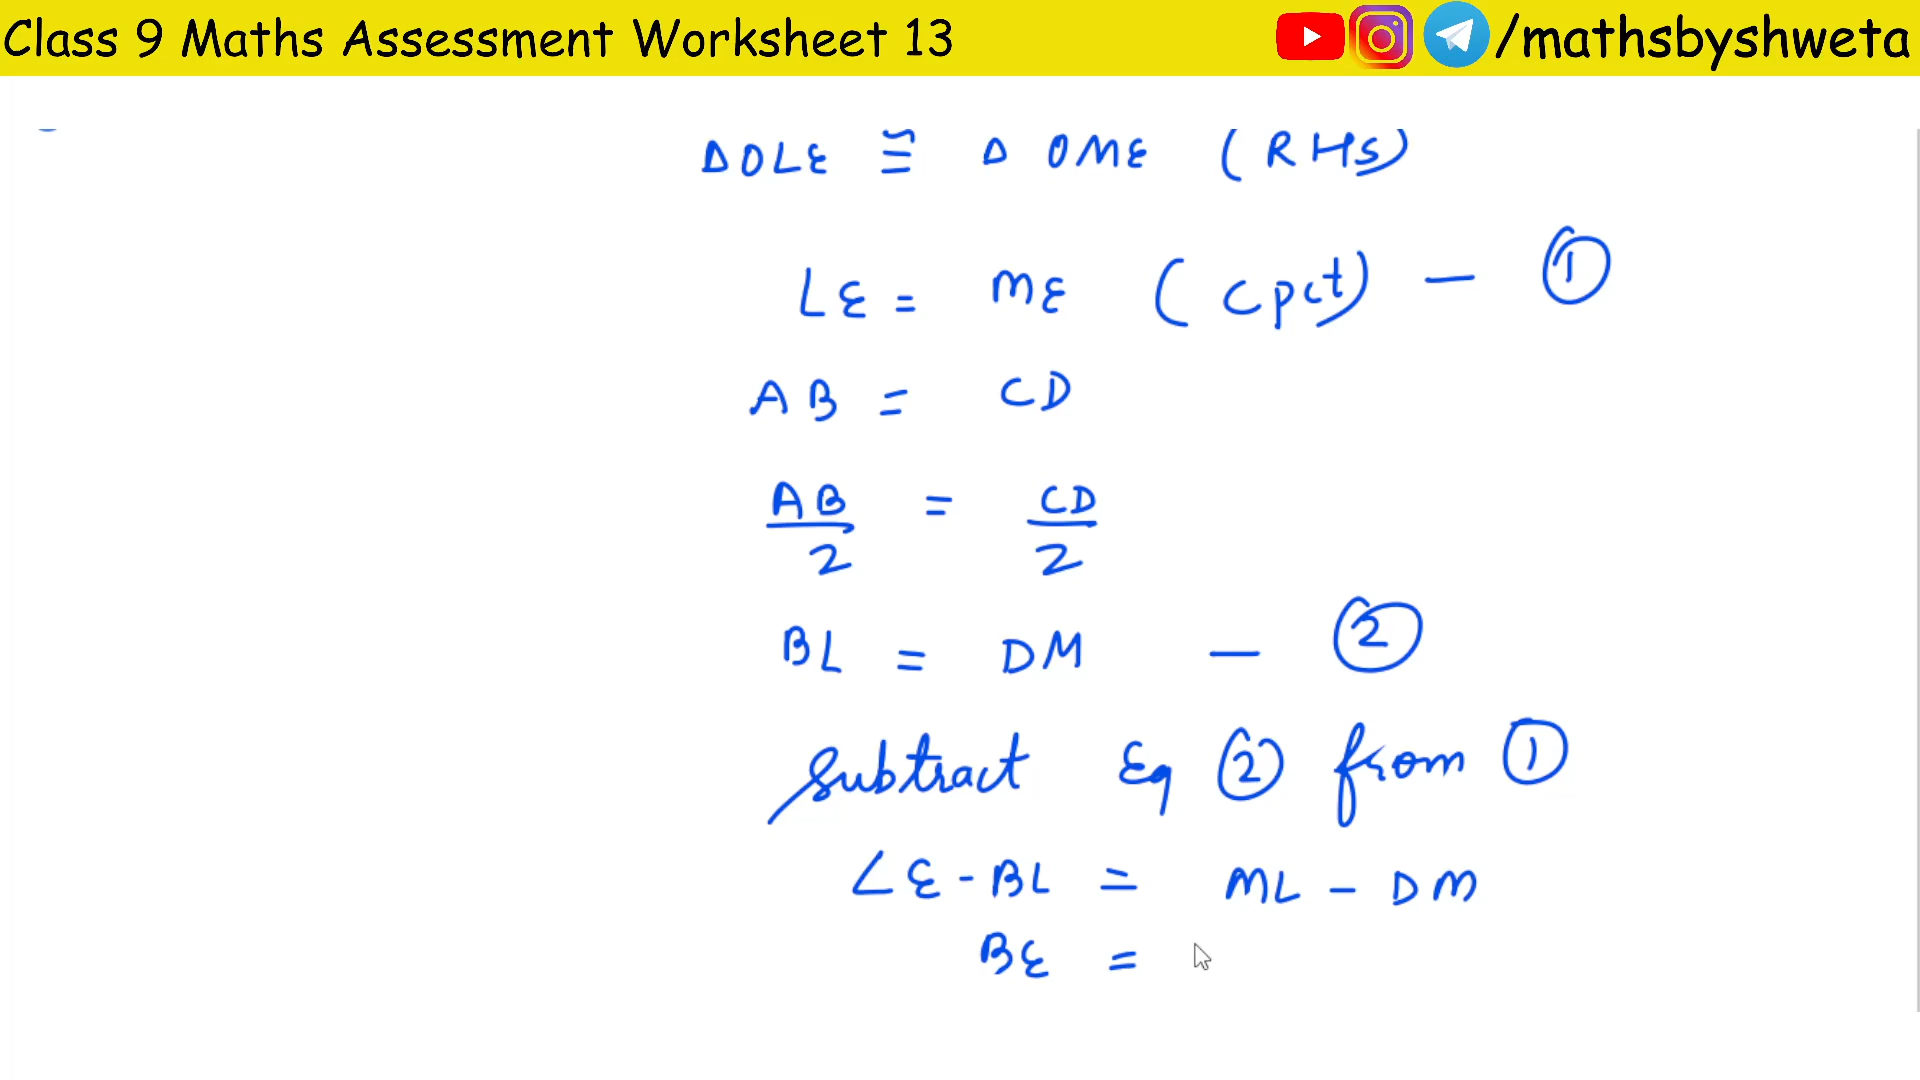 Class 9 Maths Assessment Worksheet 13
/mathsbyshweta
Δ OLE ≅ Δ OME (RHS)
LE = ME (cpct) — ①
AB = CD
AB/2 = CD/2
BL = DM — ②
Subtract Eq ② from ①
LE - BL = ML - DM
BE =